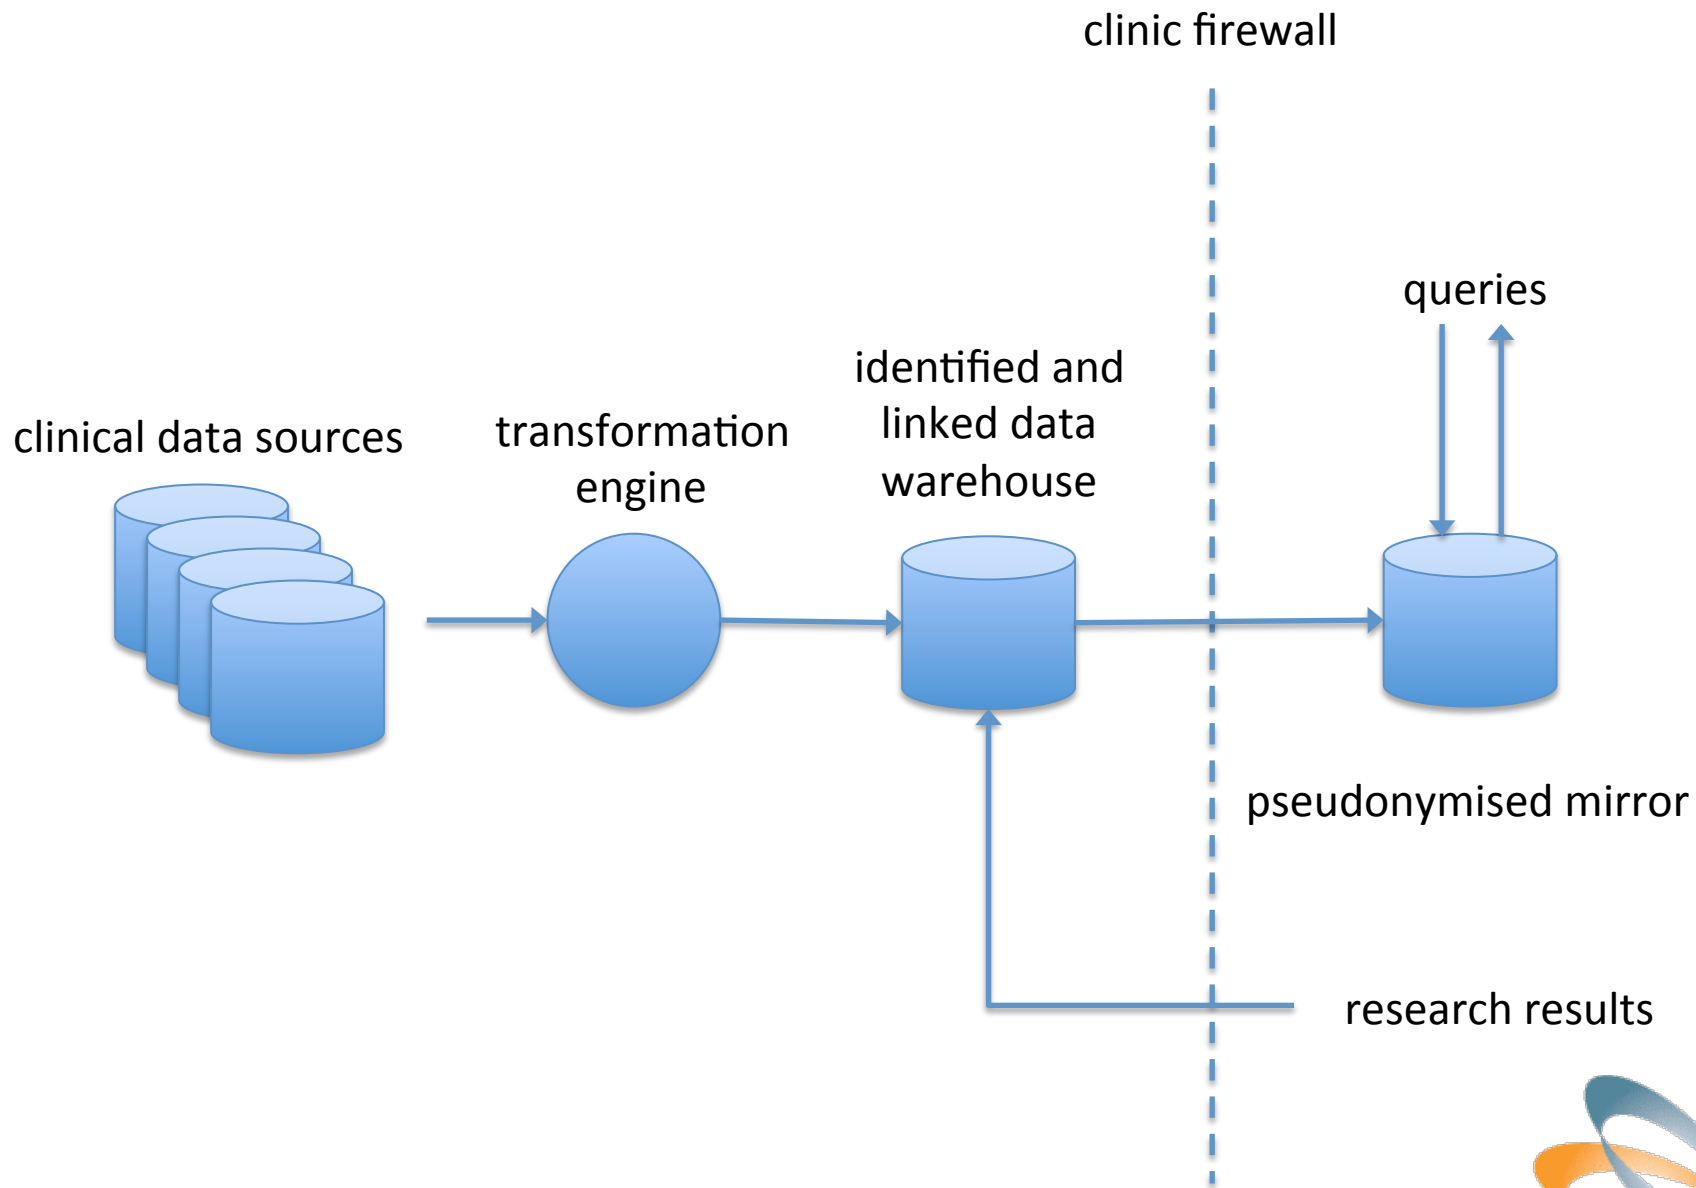 clinic firewall
queries
identified and
linked data
warehouse
clinical data sources
transformation
engine
pseudonymised mirror
research results